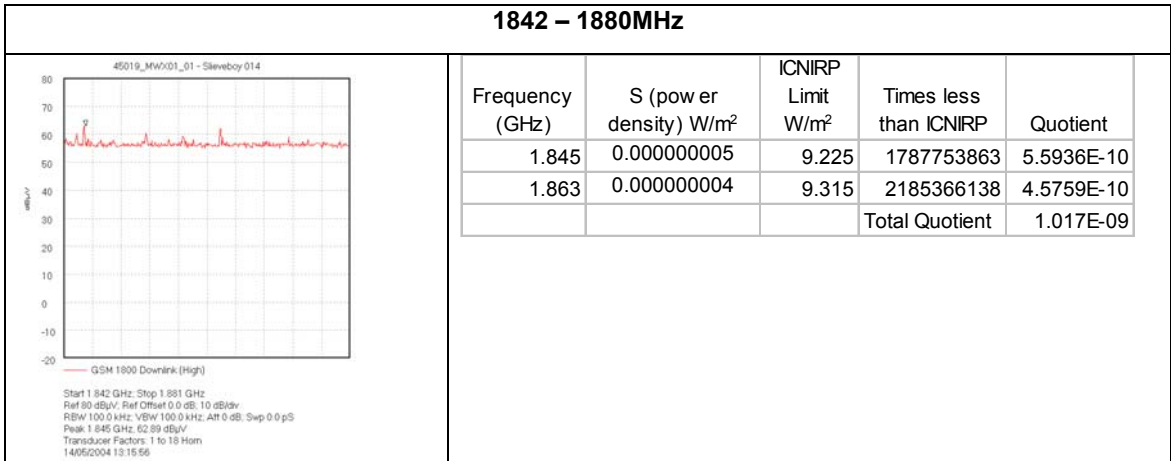 1842 – 1880MHz
45019_MWX01_01 - Slieveboy 014
80
70
60
50
40
30
20
10
0
-10
-20
dBµV
GSM 1800 Downlink (High)
Start 1.842 GHz; Stop 1.881 GHz
Ref 80 dBµV; Ref Offset 0.0 dB; 10 dB/div
RBW 100.0 kHz; VBW 100.0 kHz; Att 0 dB; Swp 0.0 pS
Peak 1.845 GHz, 62.89 dBµV
Transducer Factors: 1 to 18 Horn
14/05/2004 13:15:56
Frequency (GHz) S (power density) W/m² ICNIRP Limit W/m² Times less than ICNIRP Quotient
1.845 0.000000005 9.225 1787753863 5.5936E-10
1.863 0.000000004 9.315 2185366138 4.5759E-10
Total Quotient 1.017E-09